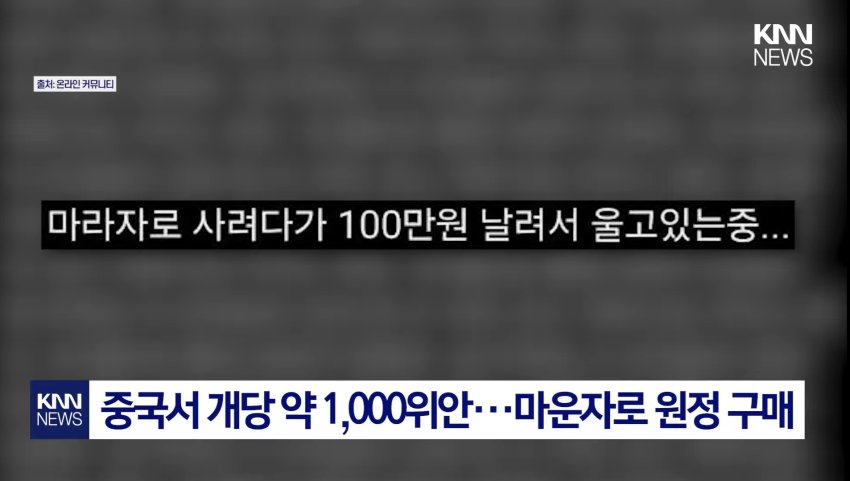 KNN
NEWS
출처: 온라인 커뮤니티
마라자로 사려다가 100만원 날려서 울고있는중...
KNN
NEWS
중국서 개당 약 1,000위안…마운자로 원정 구매